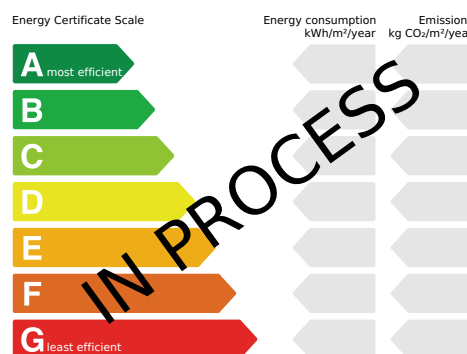 Energy Certificate Scale
Energy consumption
kWh/m²/year
Emission
kg CO₂/m²/yea
A most efficient
B
C
D
E
F
G least efficient
IN PROCESS